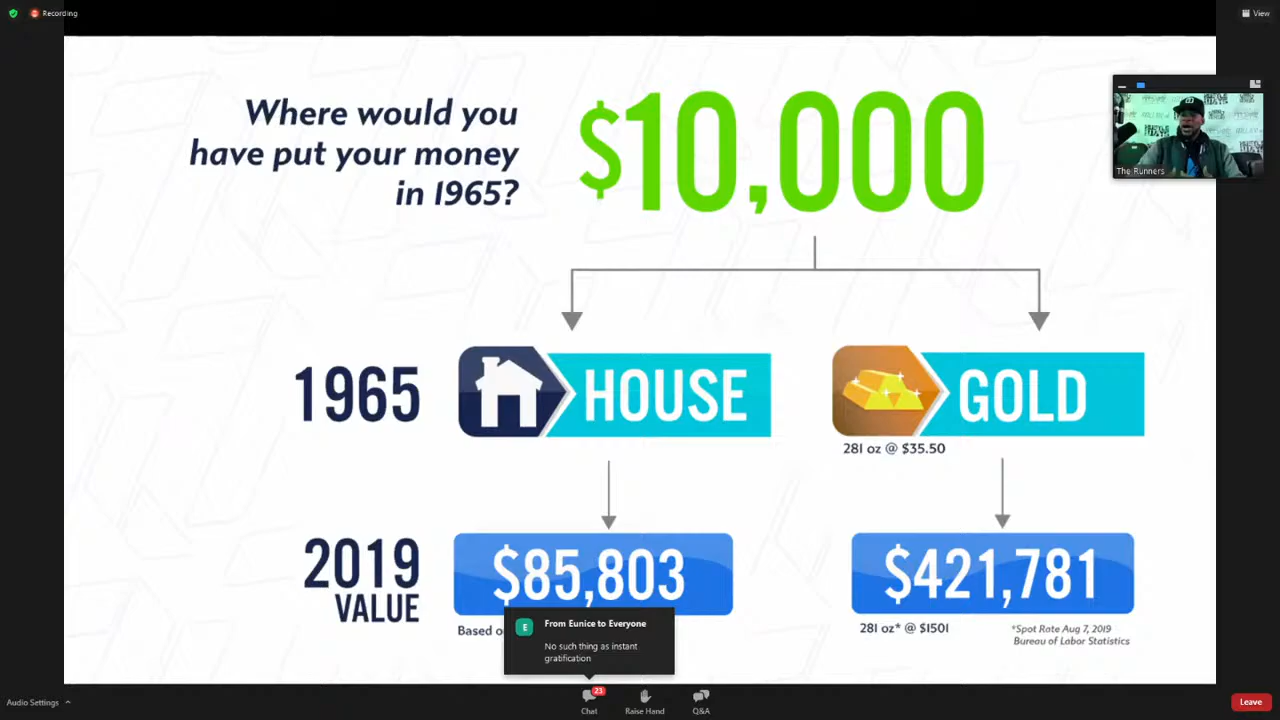 Recording
View
Where would you
have put your money
in 1965?
$10,000
The Runners
1965
HOUSE
GOLD
281 oz @ $35.50
2019
VALUE
$85,803
$421,781
Based
281 oz* @ $1501
*Spot Rate Aug 7, 2019
Bureau of Labor Statistics
E
From Eunice to Everyone
No such thing as instant
gratification
Audio Settings
23
Chat
Raise Hand
Q&A
Leave